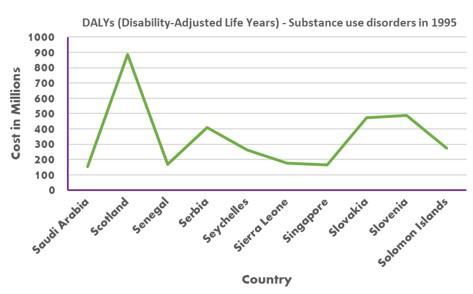 DALYs (Disability-Adjusted Life Years) - Substance use disorders in 1995
1000
900
800
700
600
500
400
300
200
100
0
Cost in Millions
Saudi Arabia
Scotland
Senegal
Serbia
Seychelles
Sierra Leone
Singapore
Slovakia
Slovenia
Solomon Islands
Country